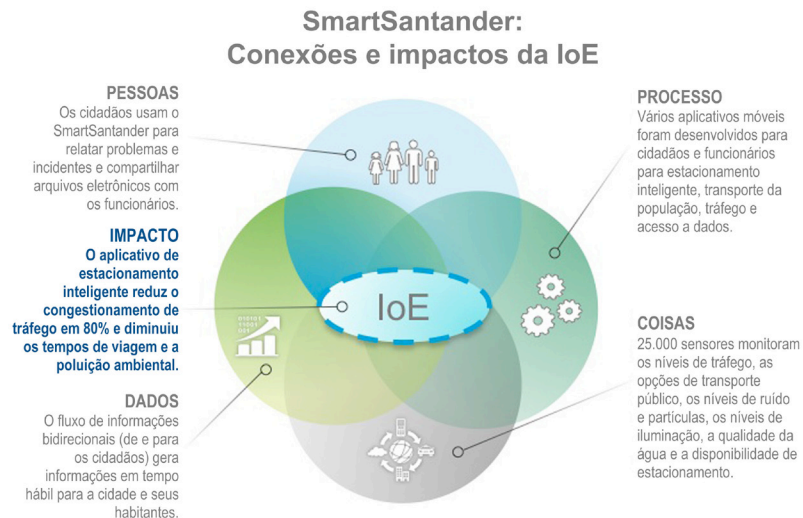 SmartSantander:
Conexões e impactos da IoE
PESSOAS
Os cidadãos usam o
SmartSantander para
relatar problemas e
incidentes e compartilhar
arquivos eletrônicos com
os funcionários.
IMPACTO
O aplicativo de
estacionamento
inteligente reduz o
congestionamento de
tráfego em 80% e diminuiu
os tempos de viagem e a
poluição ambiental.
DADOS
O fluxo de informações
bidirecionais (de e para
os cidadãos) gera
informações em tempo
hábil para a cidade e seus
habitantes.
010101
11001
001
IoE
PROCESSO
Vários aplicativos móveis
foram desenvolvidos para
cidadãos e funcionários
para estacionamento
inteligente, transporte da
população, tráfego e
acesso a dados.
COISAS
25.000 sensores monitoram
os níveis de tráfego, as
opções de transporte
público, os níveis de ruído
e partículas, os níveis de
iluminação, a qualidade da
água e a disponibilidade de
estacionamento.